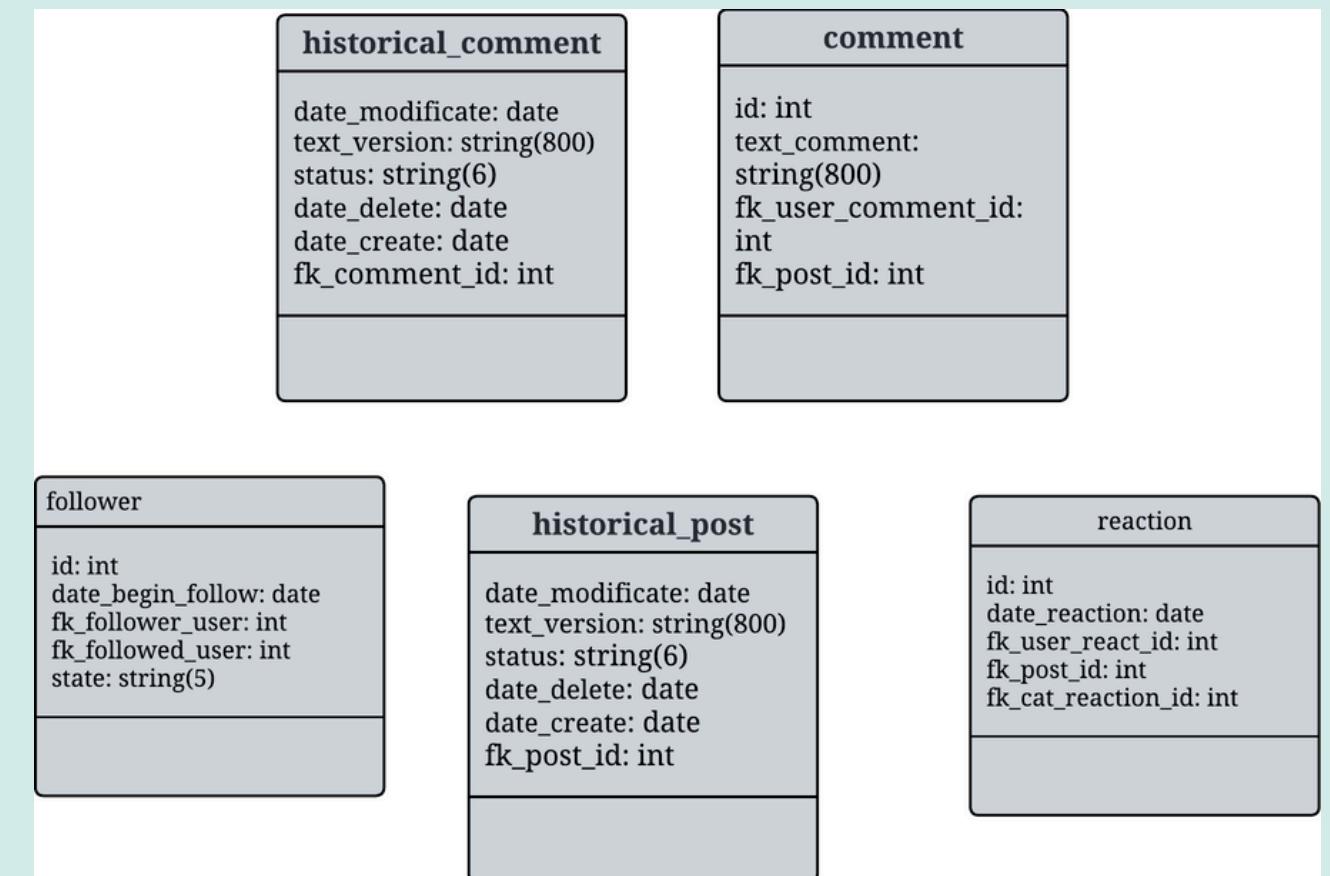 historical_comment
date_modificate: date
text_version: string(800)
status: string(6)
date_delete: date
date_create: date
fk_comment_id: int
comment
id: int
text_comment:
string(800)
fk_user_comment_id:
int
fk_post_id: int
follower
id: int
date_begin_follow: date
fk_follower_user: int
fk_followed_user: int
state: string(5)
historical_post
date_modificate: date
text_version: string(800)
status: string(6)
date_delete: date
date_create: date
fk_post_id: int
reaction
id: int
date_reaction: date
fk_user_react_id: int
fk_post_id: int
fk_cat_reaction_id: int